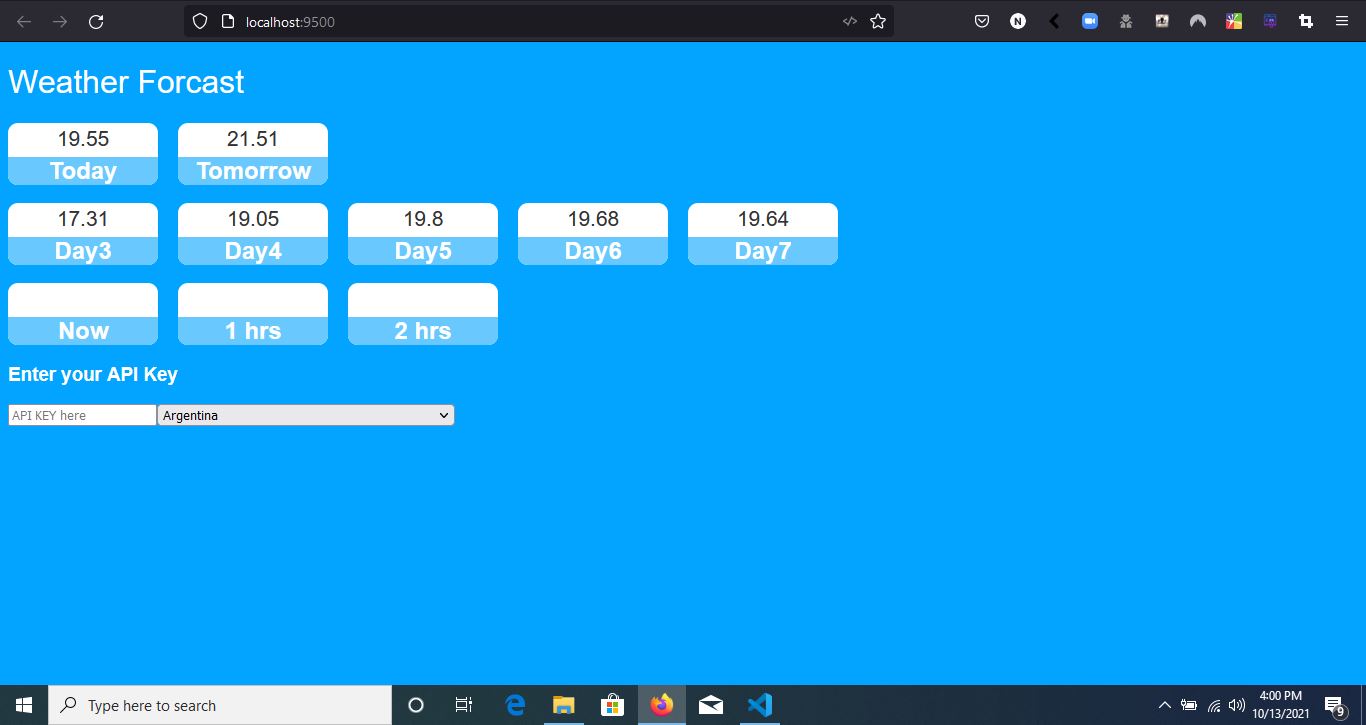 localhost:9500
N
Weather Forcast
19.55
21.51
Today
Tomorrow
17.31
19.05
19.8
19.68
19.64
Day3
Day4
Day5
Day6
Day7
Now
1 hrs
2 hrs
Enter your API Key
API KEY here
Argentina
Type here to search
4:00 PM
10/13/2021
9